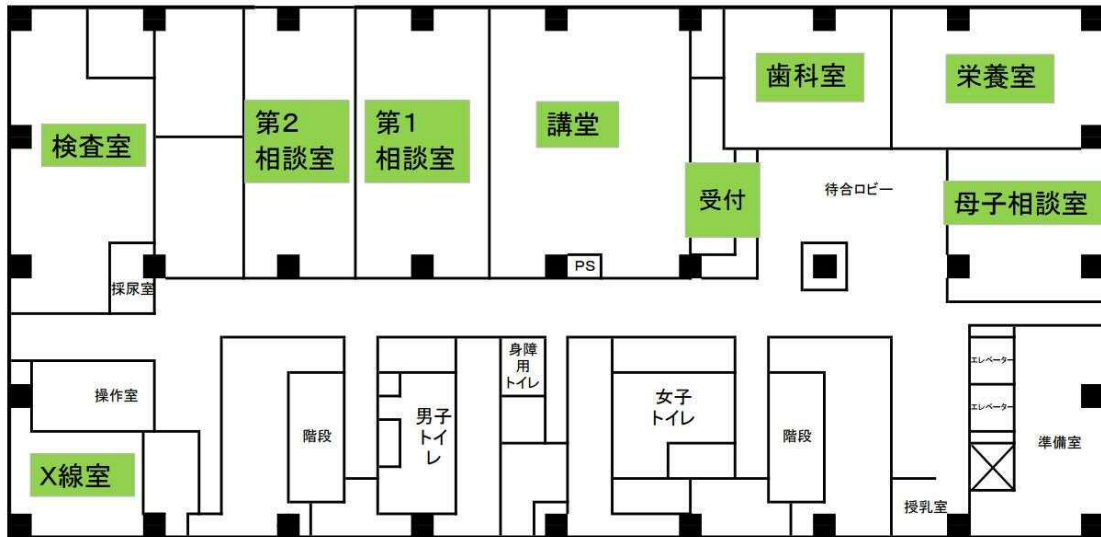 歯科室
栄養室
第2
相談室
第1
相談室
講堂
検査室
受付
待合ロビー
母子相談室
PS
採尿室
身障
用
トイレ
エレベーター
操作室
女子
トイレ
男子
トイ
レ
エレベーター
階段
階段
準備室
X線室
授乳室